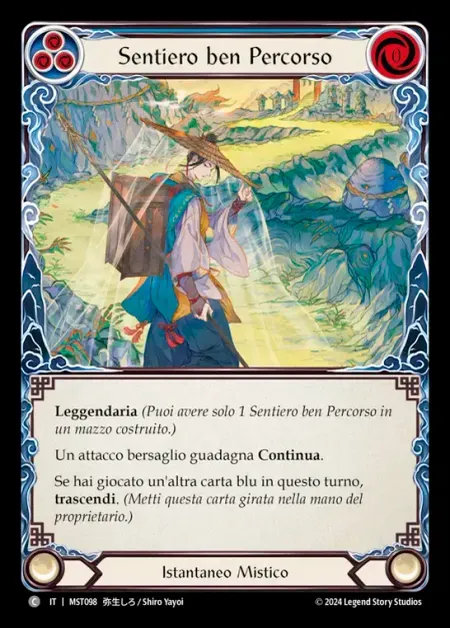 Sentiero ben Percorso
0
Leggendaria (Puoi avere solo 1 Sentiero ben Percorso in
un mazzo costruito.)
Un attacco bersaglio guadagna Continua.
Se hai giocato un'altra carta blu in questo turno,
trascendi. (Metti questa carta girata nella mano del
proprietario.)
Istantaneo Mistico
C IT | MST098 弥生しろ / Shiro Yayoi
© 2024 Legend Story Studios